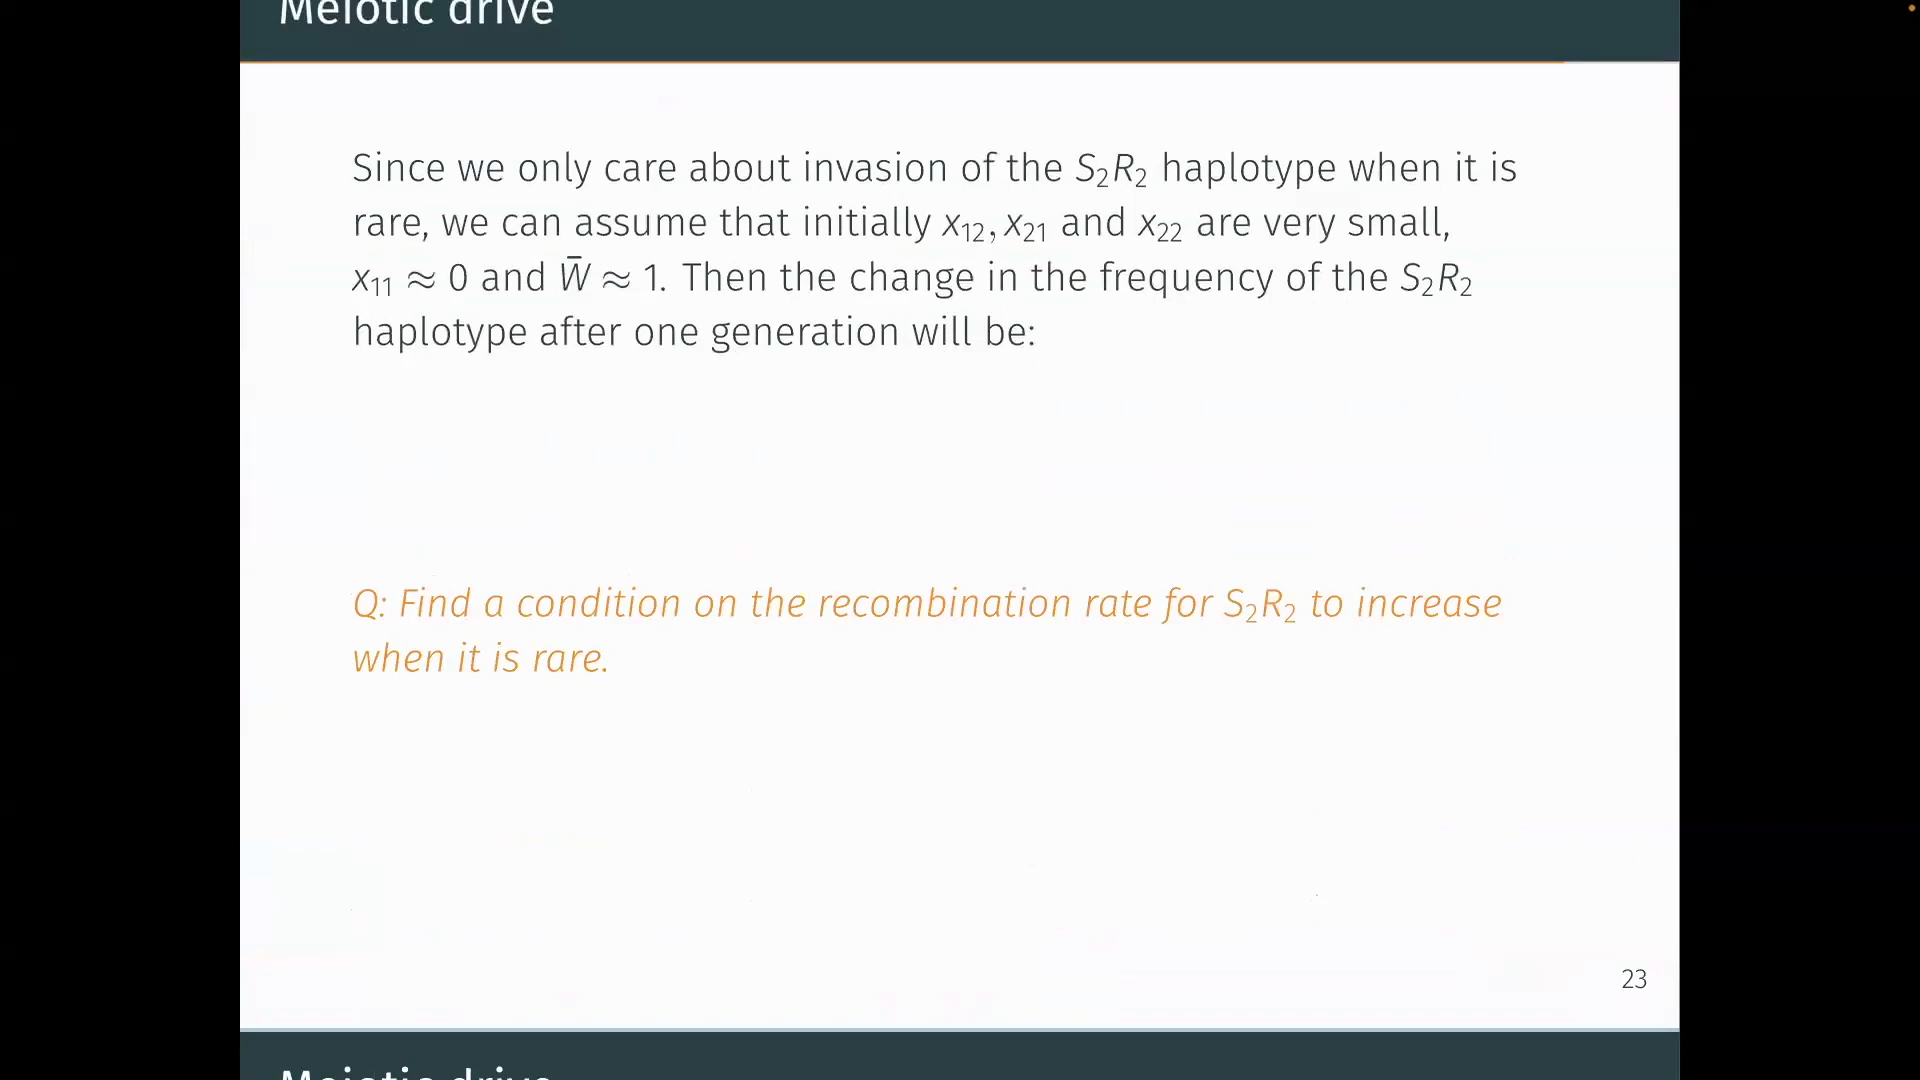 Meiotic drive
Since we only care about invasion of the S₂R₂ haplotype when it is
rare, we can assume that initially x₁₂, x₂₁ and x₂₂ are very small,
x₁₁ ≈ 0 and W̄ ≈ 1. Then the change in the frequency of the S₂R₂
haplotype after one generation will be:
Q: Find a condition on the recombination rate for S₂R₂ to increase
when it is rare.
23
Meiotic drive